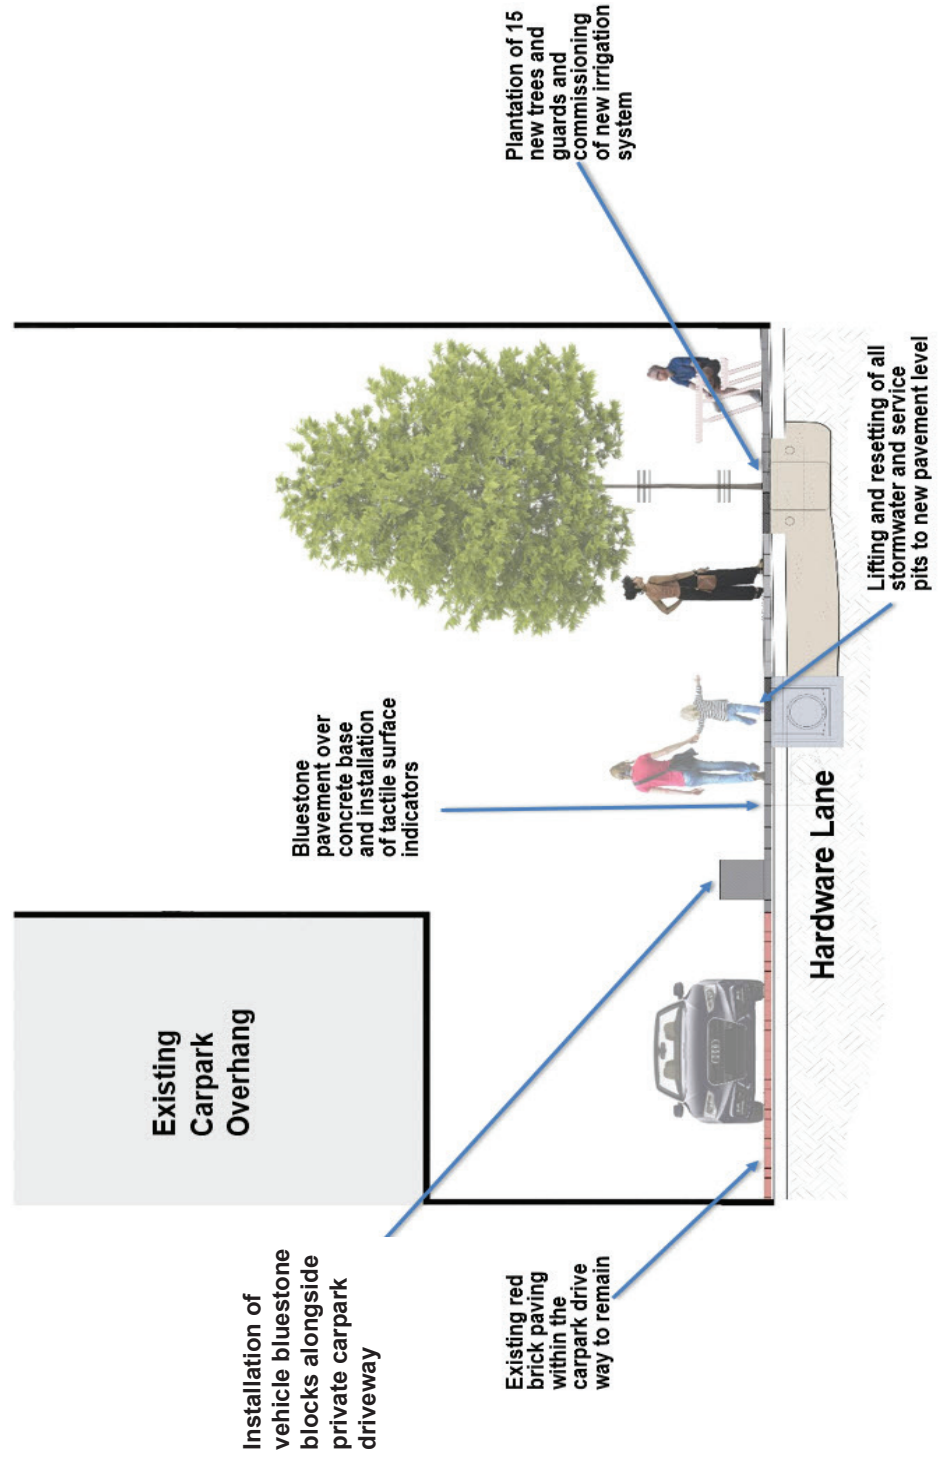 Existing
Carpark
Overhang
Installation of
vehicle bluestone
blocks alongside
private carpark
driveway
Bluestone
pavement over
concrete base
and installation
of tactile surface
indicators
Existing red
brick paving
within the
carpark drive
way to remain
Plantation of 15
new trees and
guards and
commissioning
of new irrigation
system
Hardware Lane
Lifting and resetting of all
stormwater and service
pits to new pavement level